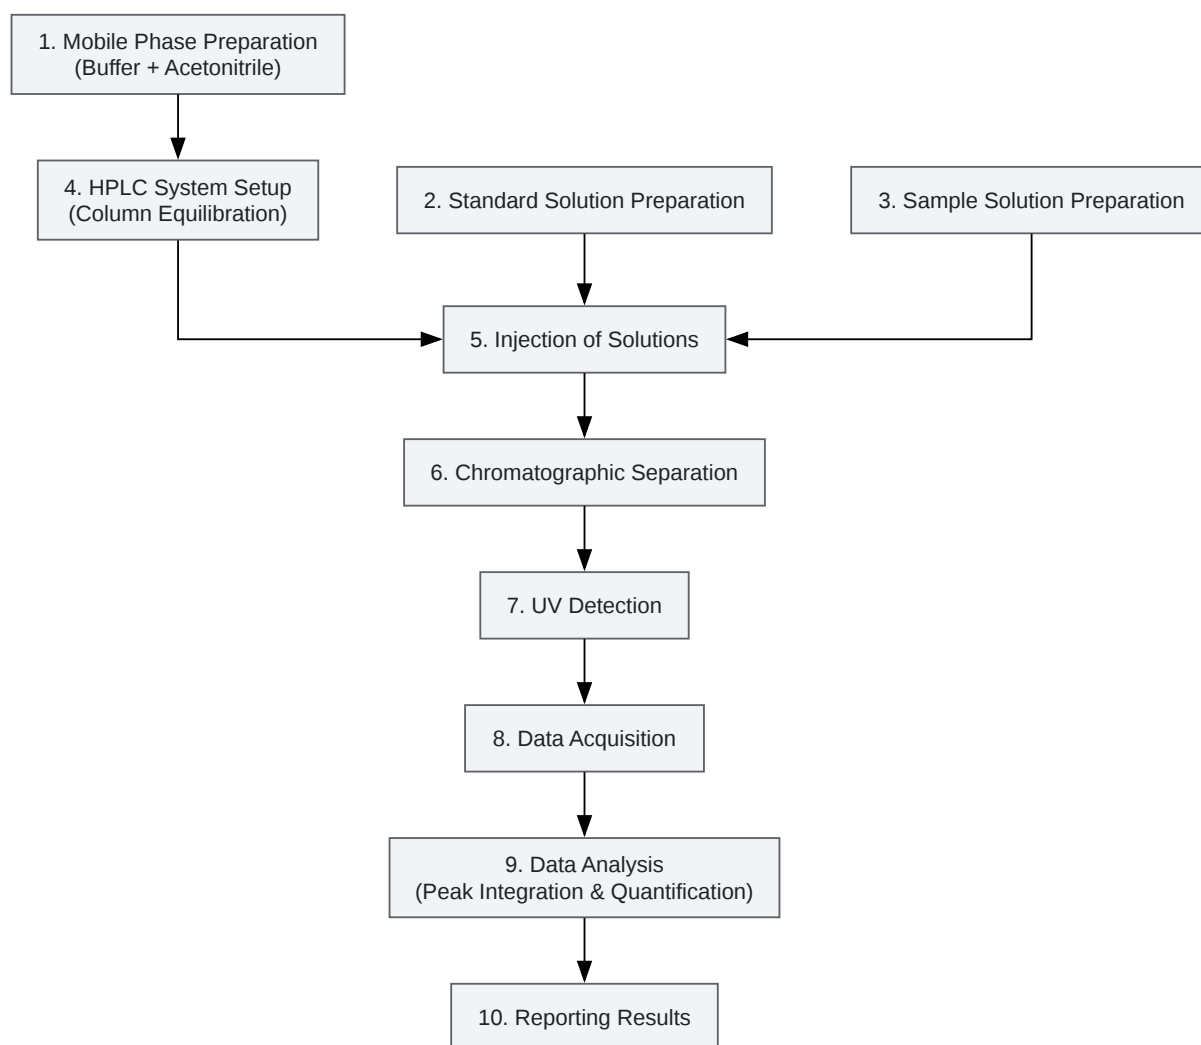 1. Mobile Phase Preparation
(Buffer + Acetonitrile)
4. HPLC System Setup
(Column Equilibration)
2. Standard Solution Preparation
3. Sample Solution Preparation
5. Injection of Solutions
6. Chromatographic Separation
7. UV Detection
8. Data Acquisition
9. Data Analysis
(Peak Integration & Quantification)
10. Reporting Results